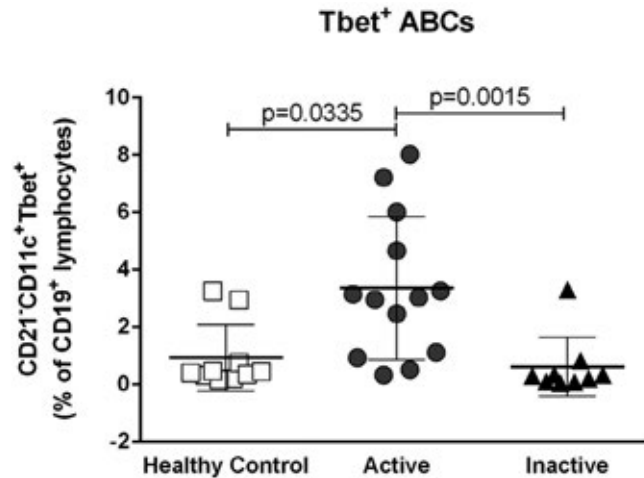 Tbet⁺ ABCs
CD21⁻CD11c⁺Tbet⁺
(% of CD19⁺ lymphocytes)
10
8
6
4
2
0
-2
p=0.0335
p=0.0015
Healthy Control
Active
Inactive